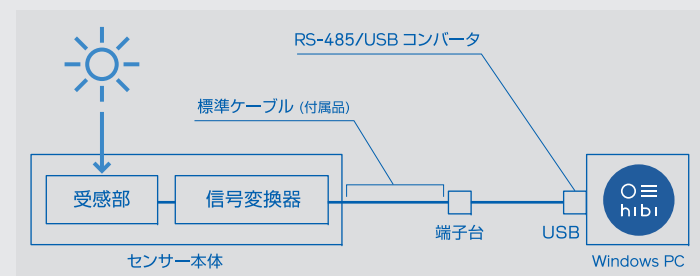 RS-485/USB コンバータ
標準ケーブル (付属品)
受感部
信号変換器
hibi
端子台
USB
センサー本体
Windows PC